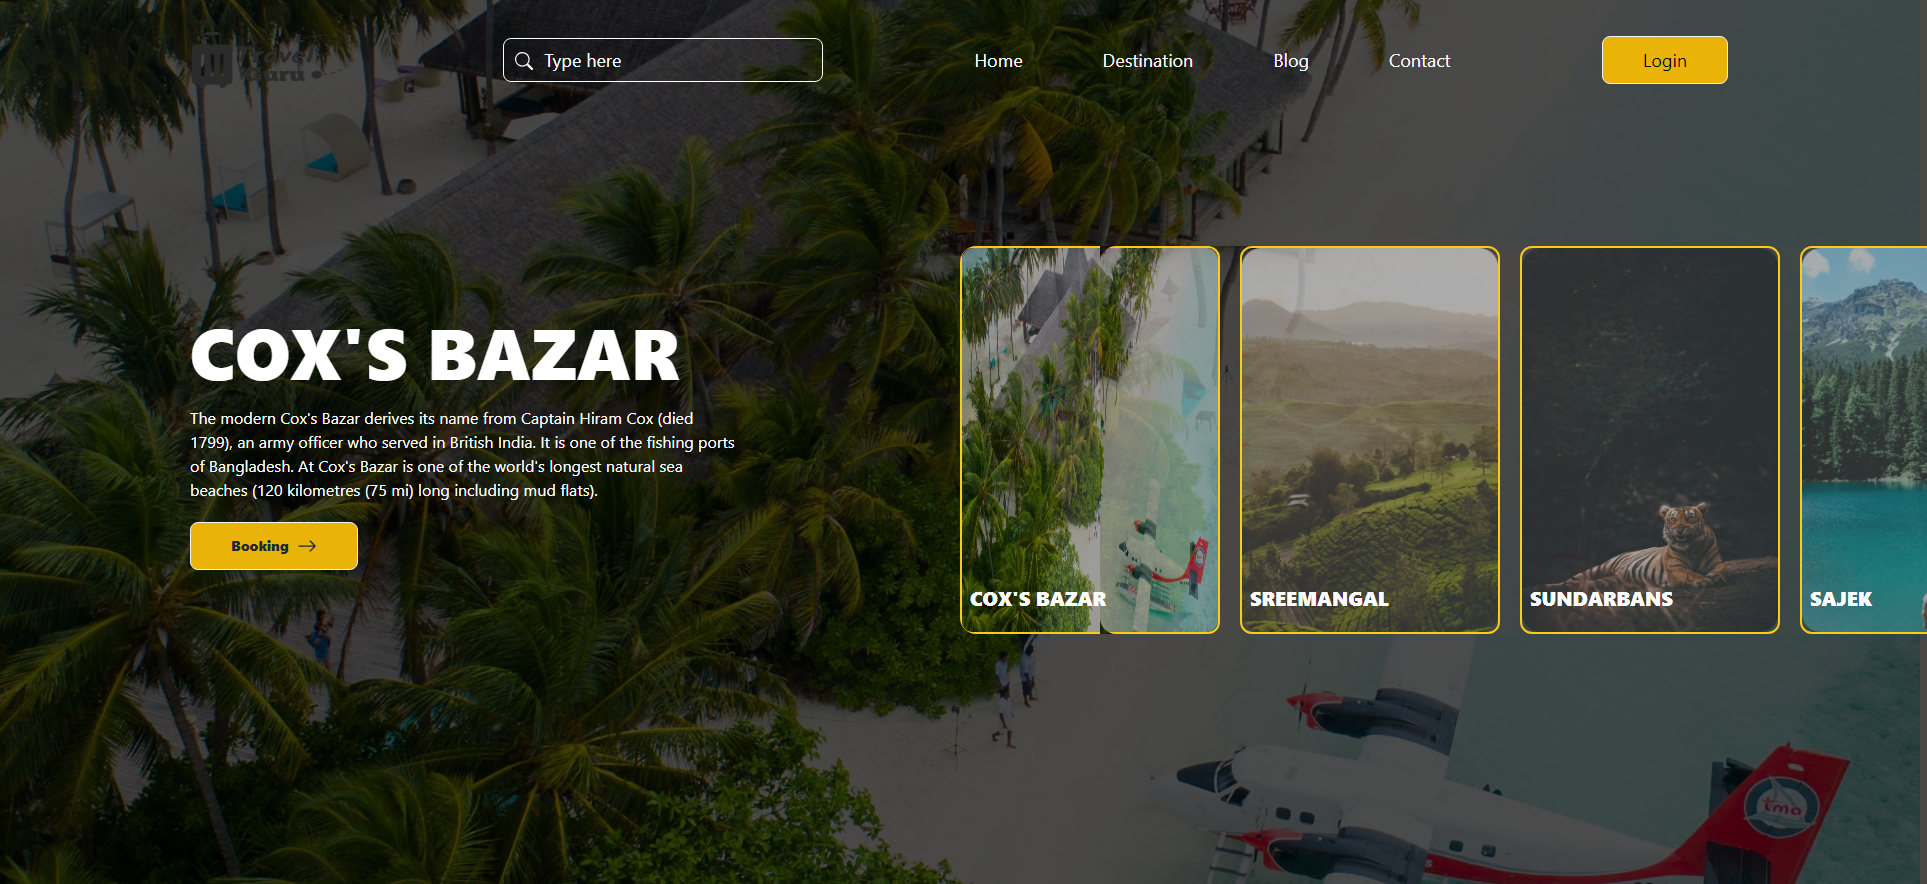 Travel
Guru
Type here
Home
Destination
Blog
Contact
Login
COX'S BAZAR
The modern Cox's Bazar derives its name from Captain Hiram Cox (died
1799), an army officer who served in British India. It is one of the fishing ports
of Bangladesh. At Cox's Bazar is one of the world's longest natural sea
beaches (120 kilometres (75 mi) long including mud flats).
Booking
COX'S BAZAR
SREEMANGAL
SUNDARBANS
SAJEK
tma